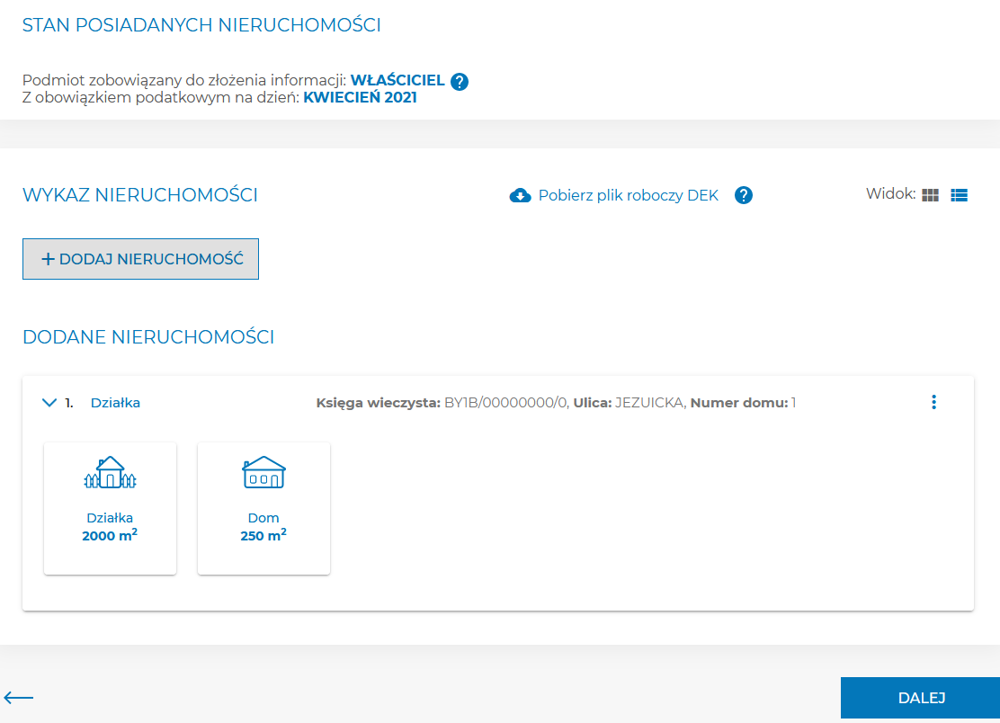 STAN POSIADANYCH NIERUCHOMOŚCI
Podmiot zobowiązany do złożenia informacji: WŁAŚCICIEL ?
Z obowiązkiem podatkowym na dzień: KWIECIEŃ 2021
WYKAZ NIERUCHOMOŚCI
Pobierz plik roboczy DEK ?
Widok:
+ DODAJ NIERUCHOMOŚĆ
DODANE NIERUCHOMOŚCI
1. Działka
Księga wieczysta: BY1B/00000000/0, Ulica: JEZUICKA, Numer domu: 1
Działka
2000 m²
Dom
250 m²
DALEJ